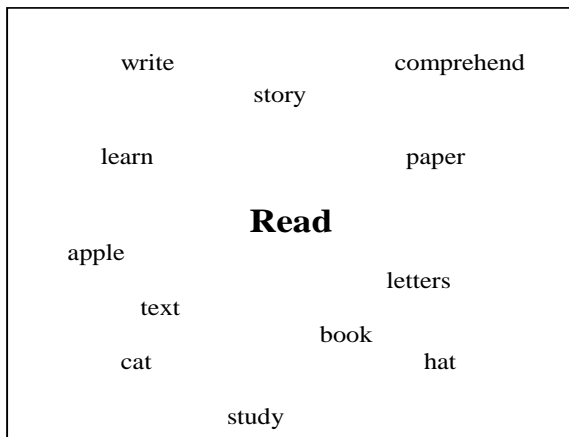 write comprehend
story
learn paper
Read
apple
letters
text
book
cat hat
study